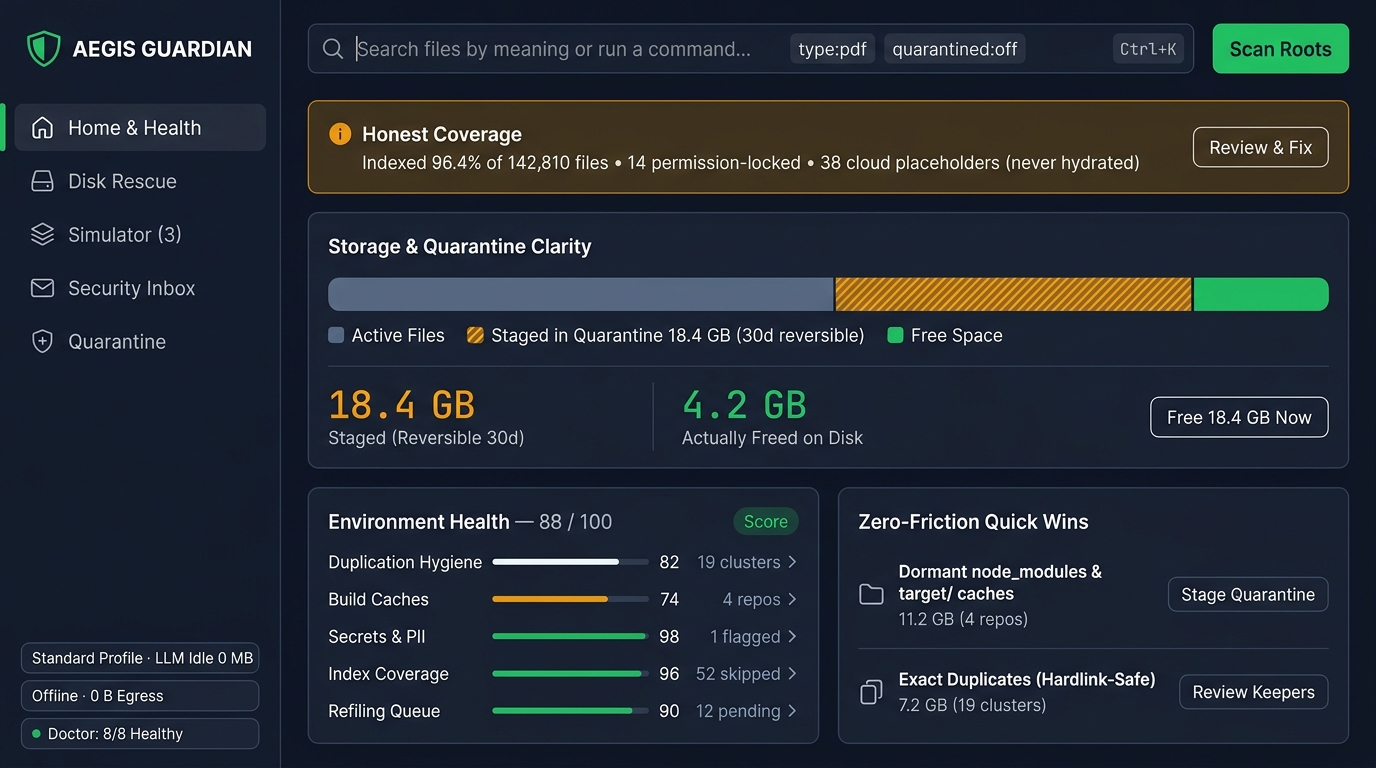 AEGIS GUARDIAN
Home & Health
Disk Rescue
Simulator (3)
Security Inbox
Quarantine
Standard Profile · LLM Idle 0 MB
Offline · 0 B Egress
Doctor: 8/8 Healthy
Search files by meaning or run a command...
type:pdf
quarantined:off
Ctrl+K
Scan Roots
Honest Coverage
Indexed 96.4% of 142,810 files • 14 permission-locked • 38 cloud placeholders (never hydrated)
Review & Fix
Storage & Quarantine Clarity
Active Files
Staged in Quarantine 18.4 GB (30d reversible)
Free Space
18.4 GB
Staged (Reversible 30d)
4.2 GB
Actually Freed on Disk
Free 18.4 GB Now
Environment Health — 88 / 100
Score
Duplication Hygiene 82 19 clusters
Build Caches 74 4 repos
Secrets & PII 98 1 flagged
Index Coverage 96 52 skipped
Refiling Queue 90 12 pending
Zero-Friction Quick Wins
Dormant node_modules &
target/ caches
11.2 GB (4 repos)
Stage Quarantine
Exact Duplicates (Hardlink-Safe)
7.2 GB (19 clusters)
Review Keepers